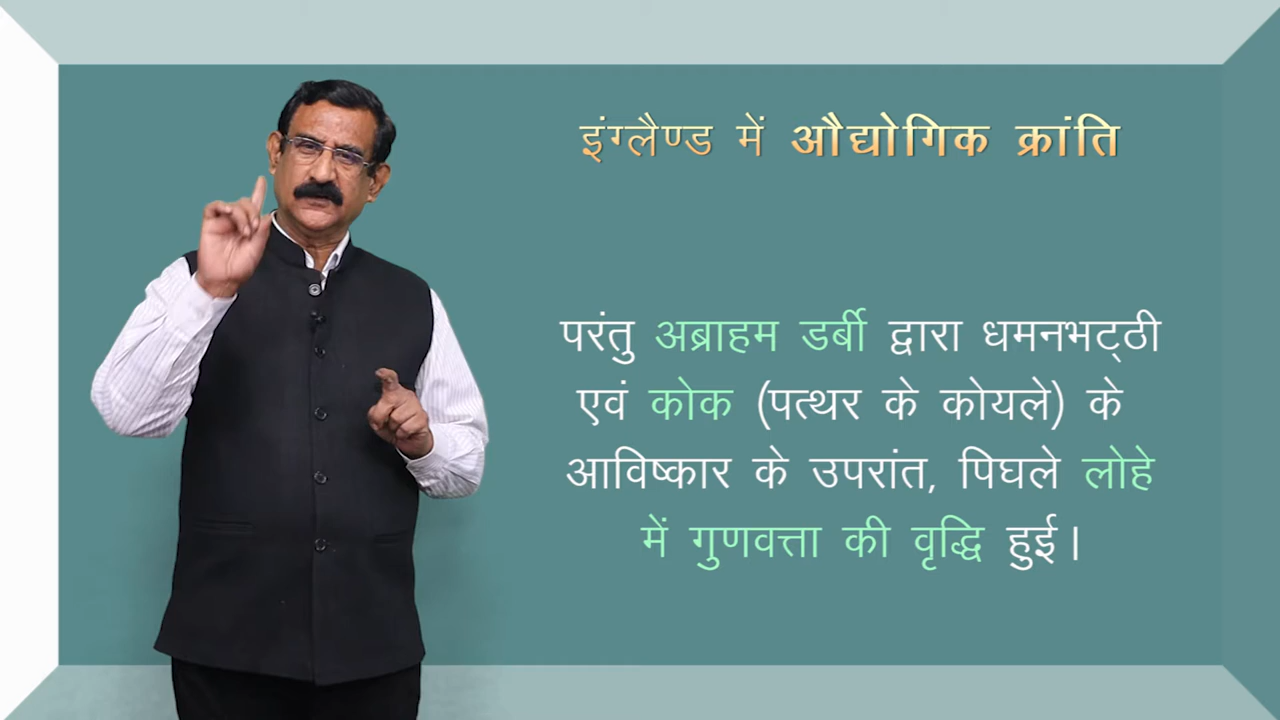 इंग्लैण्ड में औद्योगिक क्रांति
परंतु अब्राहम डर्बी द्वारा धमनभट्ठी
एवं कोक (पत्थर के कोयले) के
आविष्कार के उपरांत, पिघले लोहे
में गुणवत्ता की वृद्धि हुई।